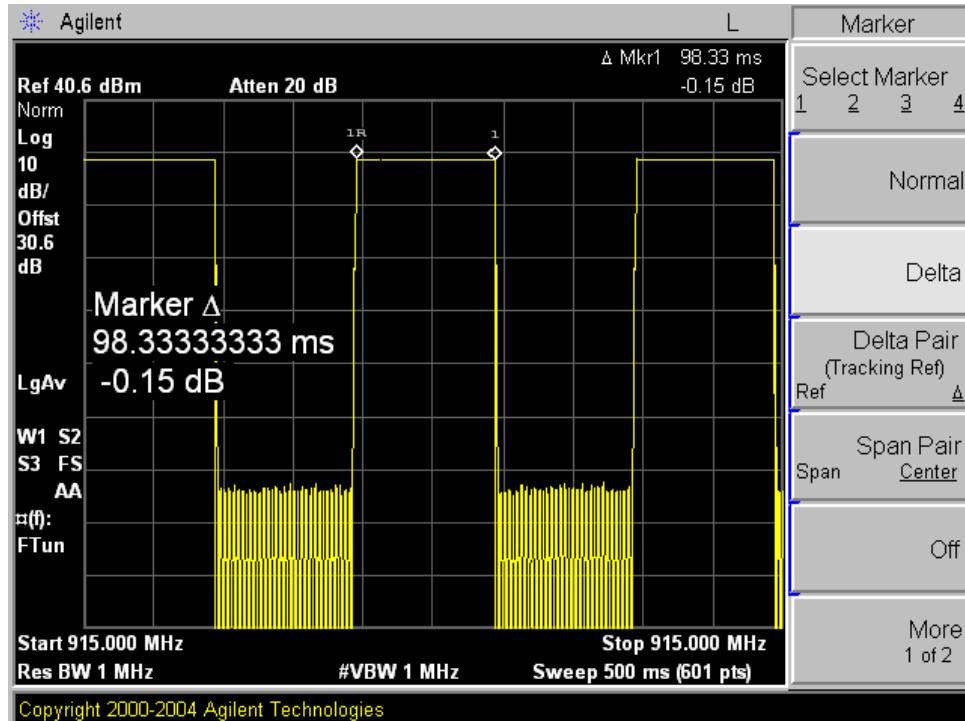 Agilent
L
Δ Mkr1 98.33 ms
Ref 40.6 dBm
Atten 20 dB
-0.15 dB
Norm
Log
10
dB/
Offst
30.6
dB
1R
1
Marker Δ
98.33333333 ms
-0.15 dB
LgAv
W1 S2
S3 FS
AA
¤(f):
FTun
Start 915.000 MHz
Stop 915.000 MHz
Res BW 1 MHz
#VBW 1 MHz
Sweep 500 ms (601 pts)
Copyright 2000-2004 Agilent Technologies
Marker
Select Marker
1 2 3 4
Normal
Delta
Delta Pair
(Tracking Ref)
Ref Δ
Span Pair
Span Center
Off
More
1 of 2